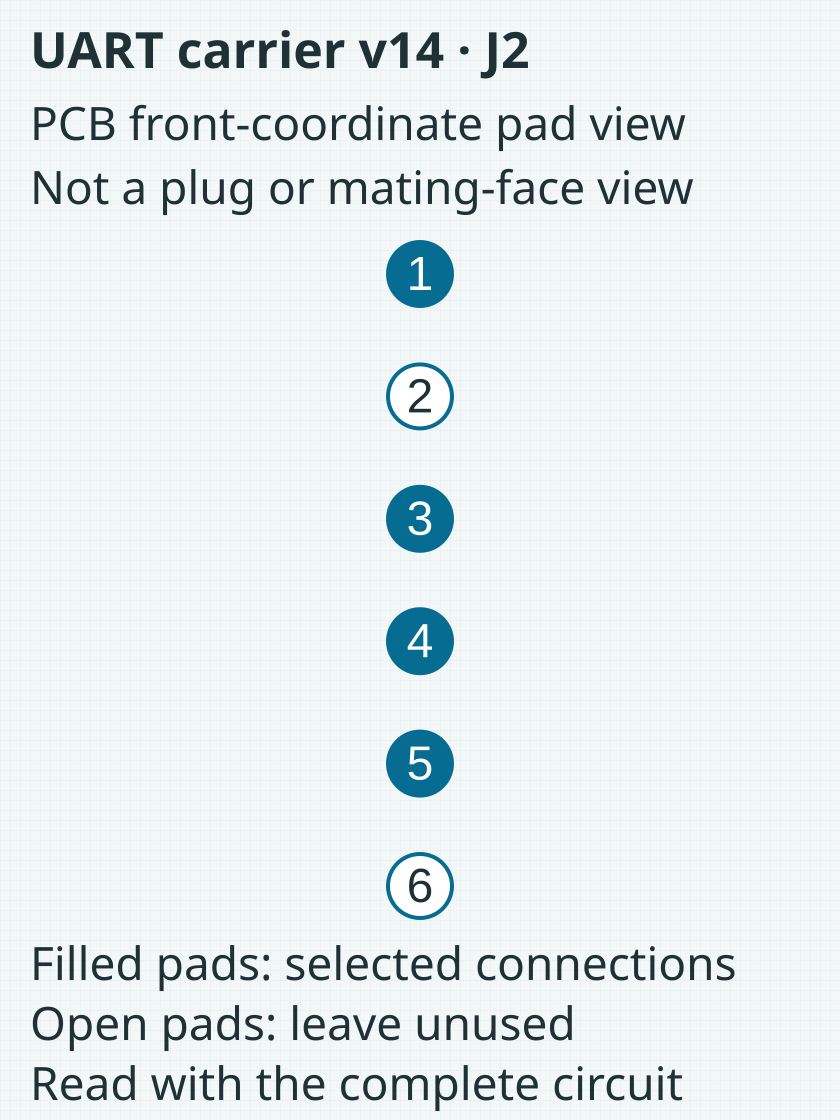 UART carrier v14 · J2
PCB front-coordinate pad view
Not a plug or mating-face view
1
2
3
4
5
6
Filled pads: selected connections
Open pads: leave unused
Read with the complete circuit